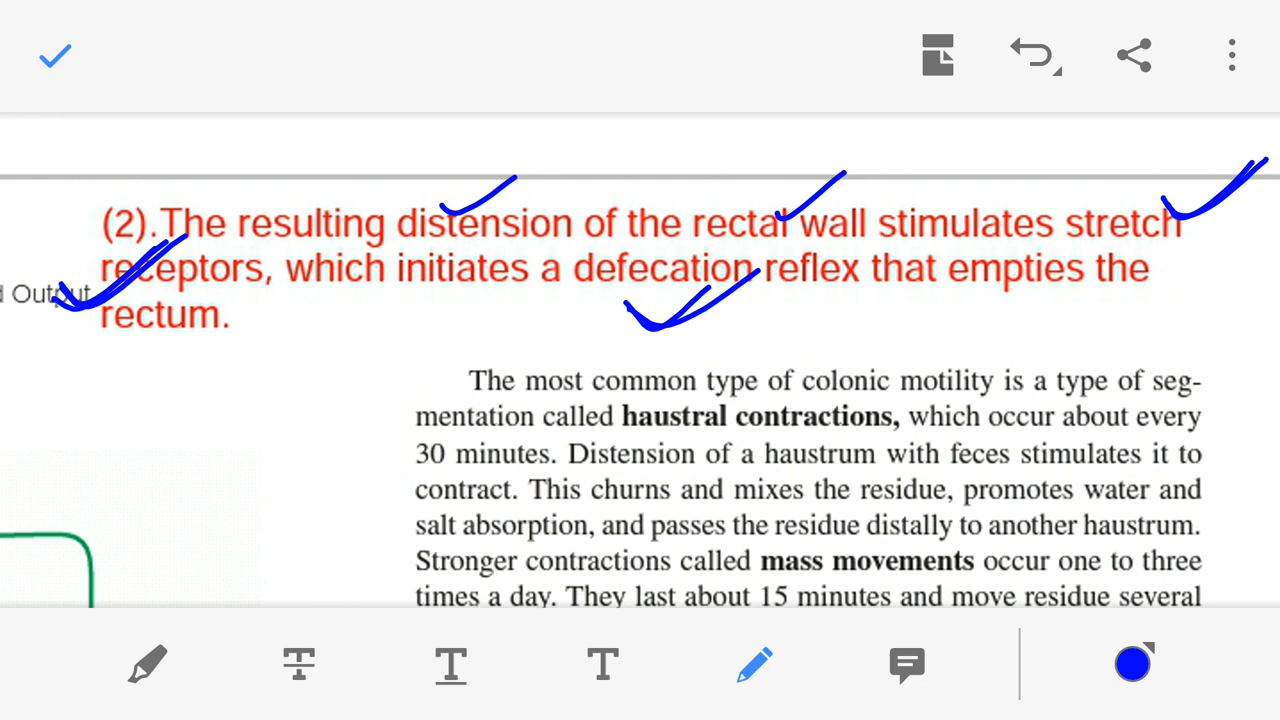 (2).The resulting distension of the rectal wall stimulates stretch
receptors, which initiates a defecation reflex that empties the
rectum.
d Output
The most common type of colonic motility is a type of seg-
mentation called haustral contractions, which occur about every
30 minutes. Distension of a haustrum with feces stimulates it to
contract. This churns and mixes the residue, promotes water and
salt absorption, and passes the residue distally to another haustrum.
Stronger contractions called mass movements occur one to three
times a day. They last about 15 minutes and move residue several